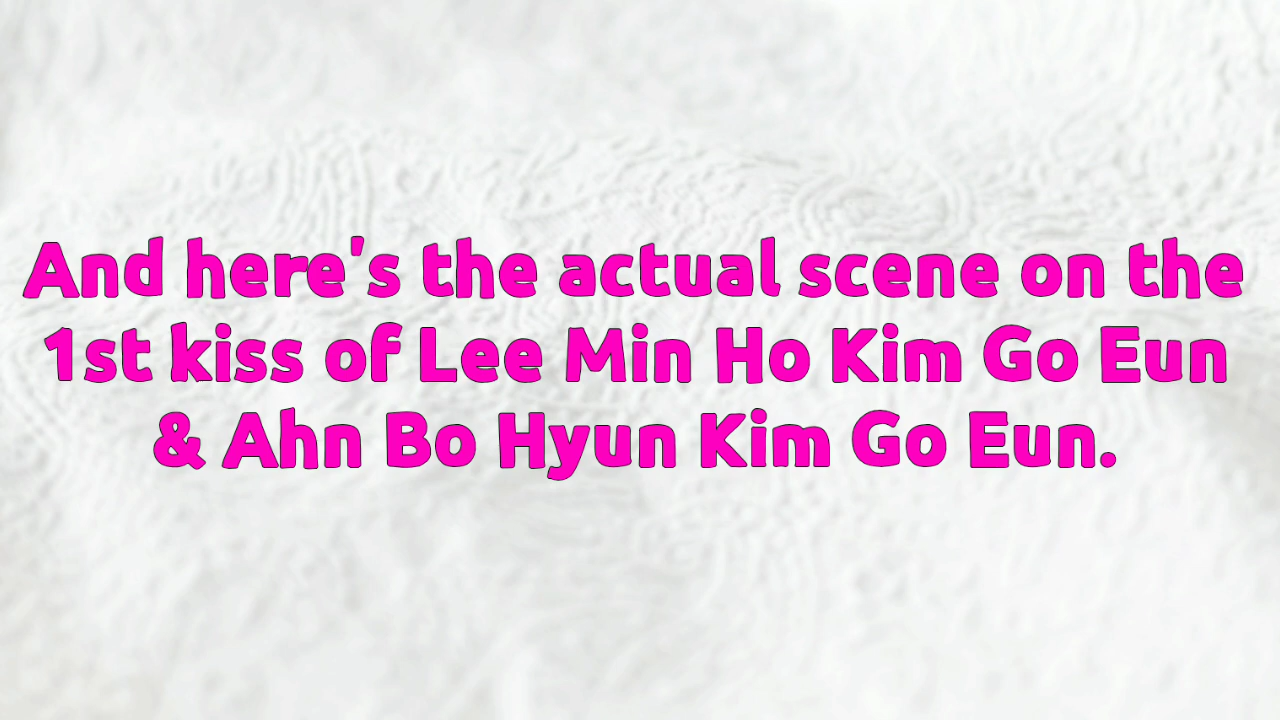 And here's the actual scene on the
1st kiss of Lee Min Ho Kim Go Eun
& Ahn Bo Hyun Kim Go Eun.